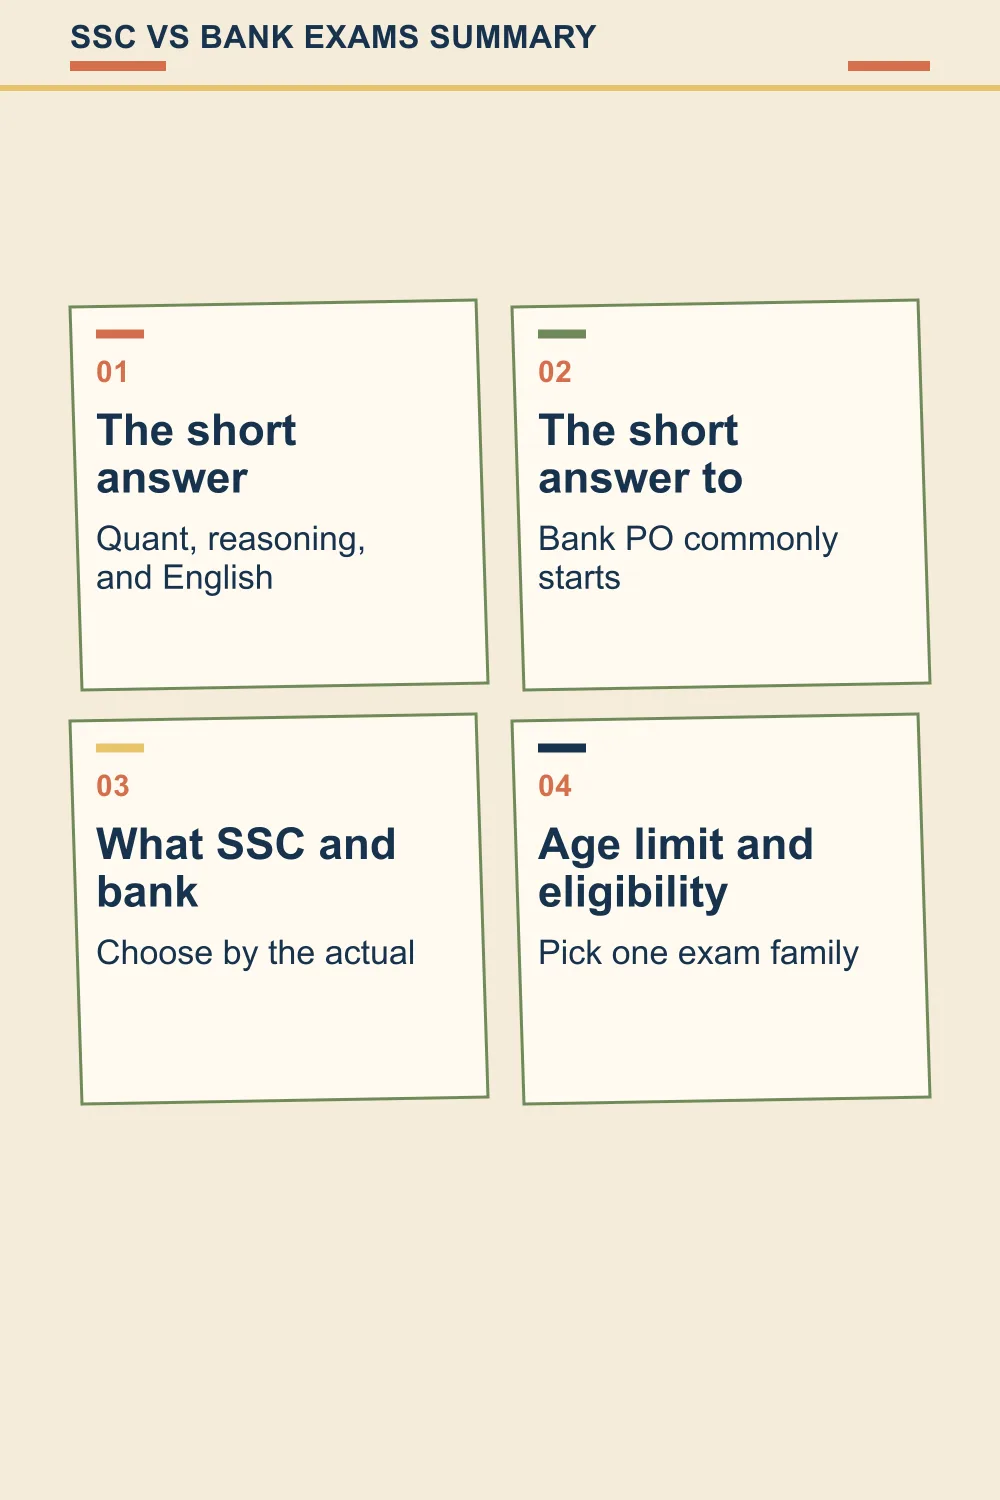 SSC VS BANK EXAMS SUMMARY
01
The short
answer
Quant, reasoning,
and English
02
The short
answer to
Bank PO commonly
starts
03
What SSC and
bank
Choose by the actual
04
Age limit and
eligibility
Pick one exam family